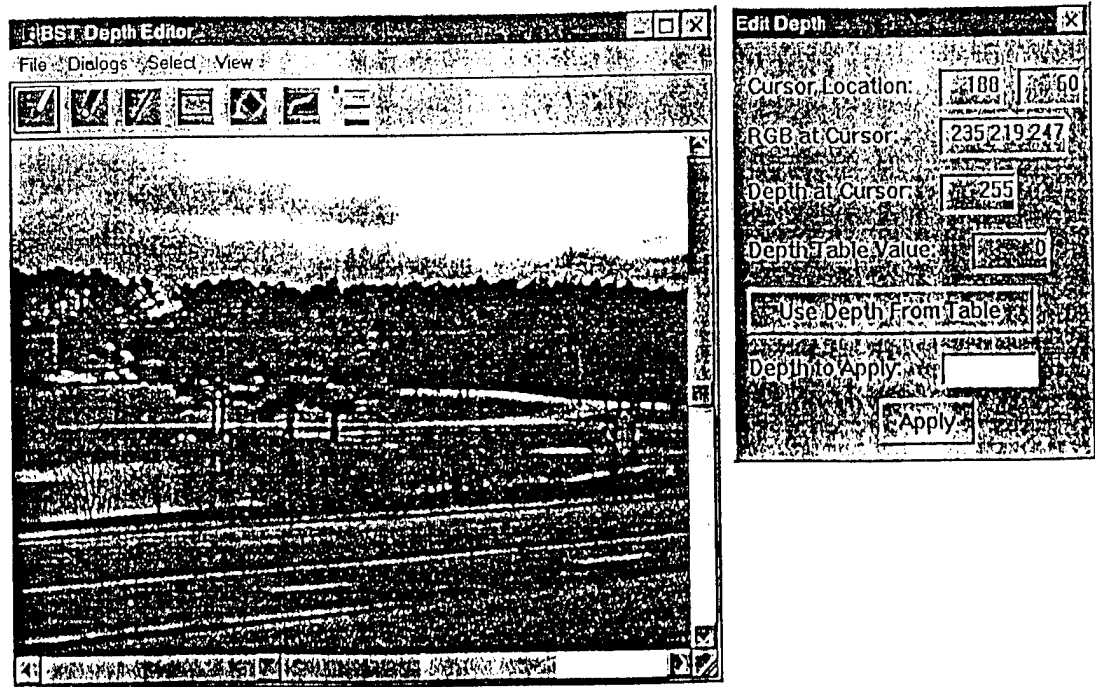 BST Depth Editor
File Dialogs Select View
Edit Depth
Cursor Location: 188 60
RGB at Cursor: 235 219 247
Depth at Cursor: 255
Depth Table Value: 0
Use Depth From Table
Depth to Apply:
Apply